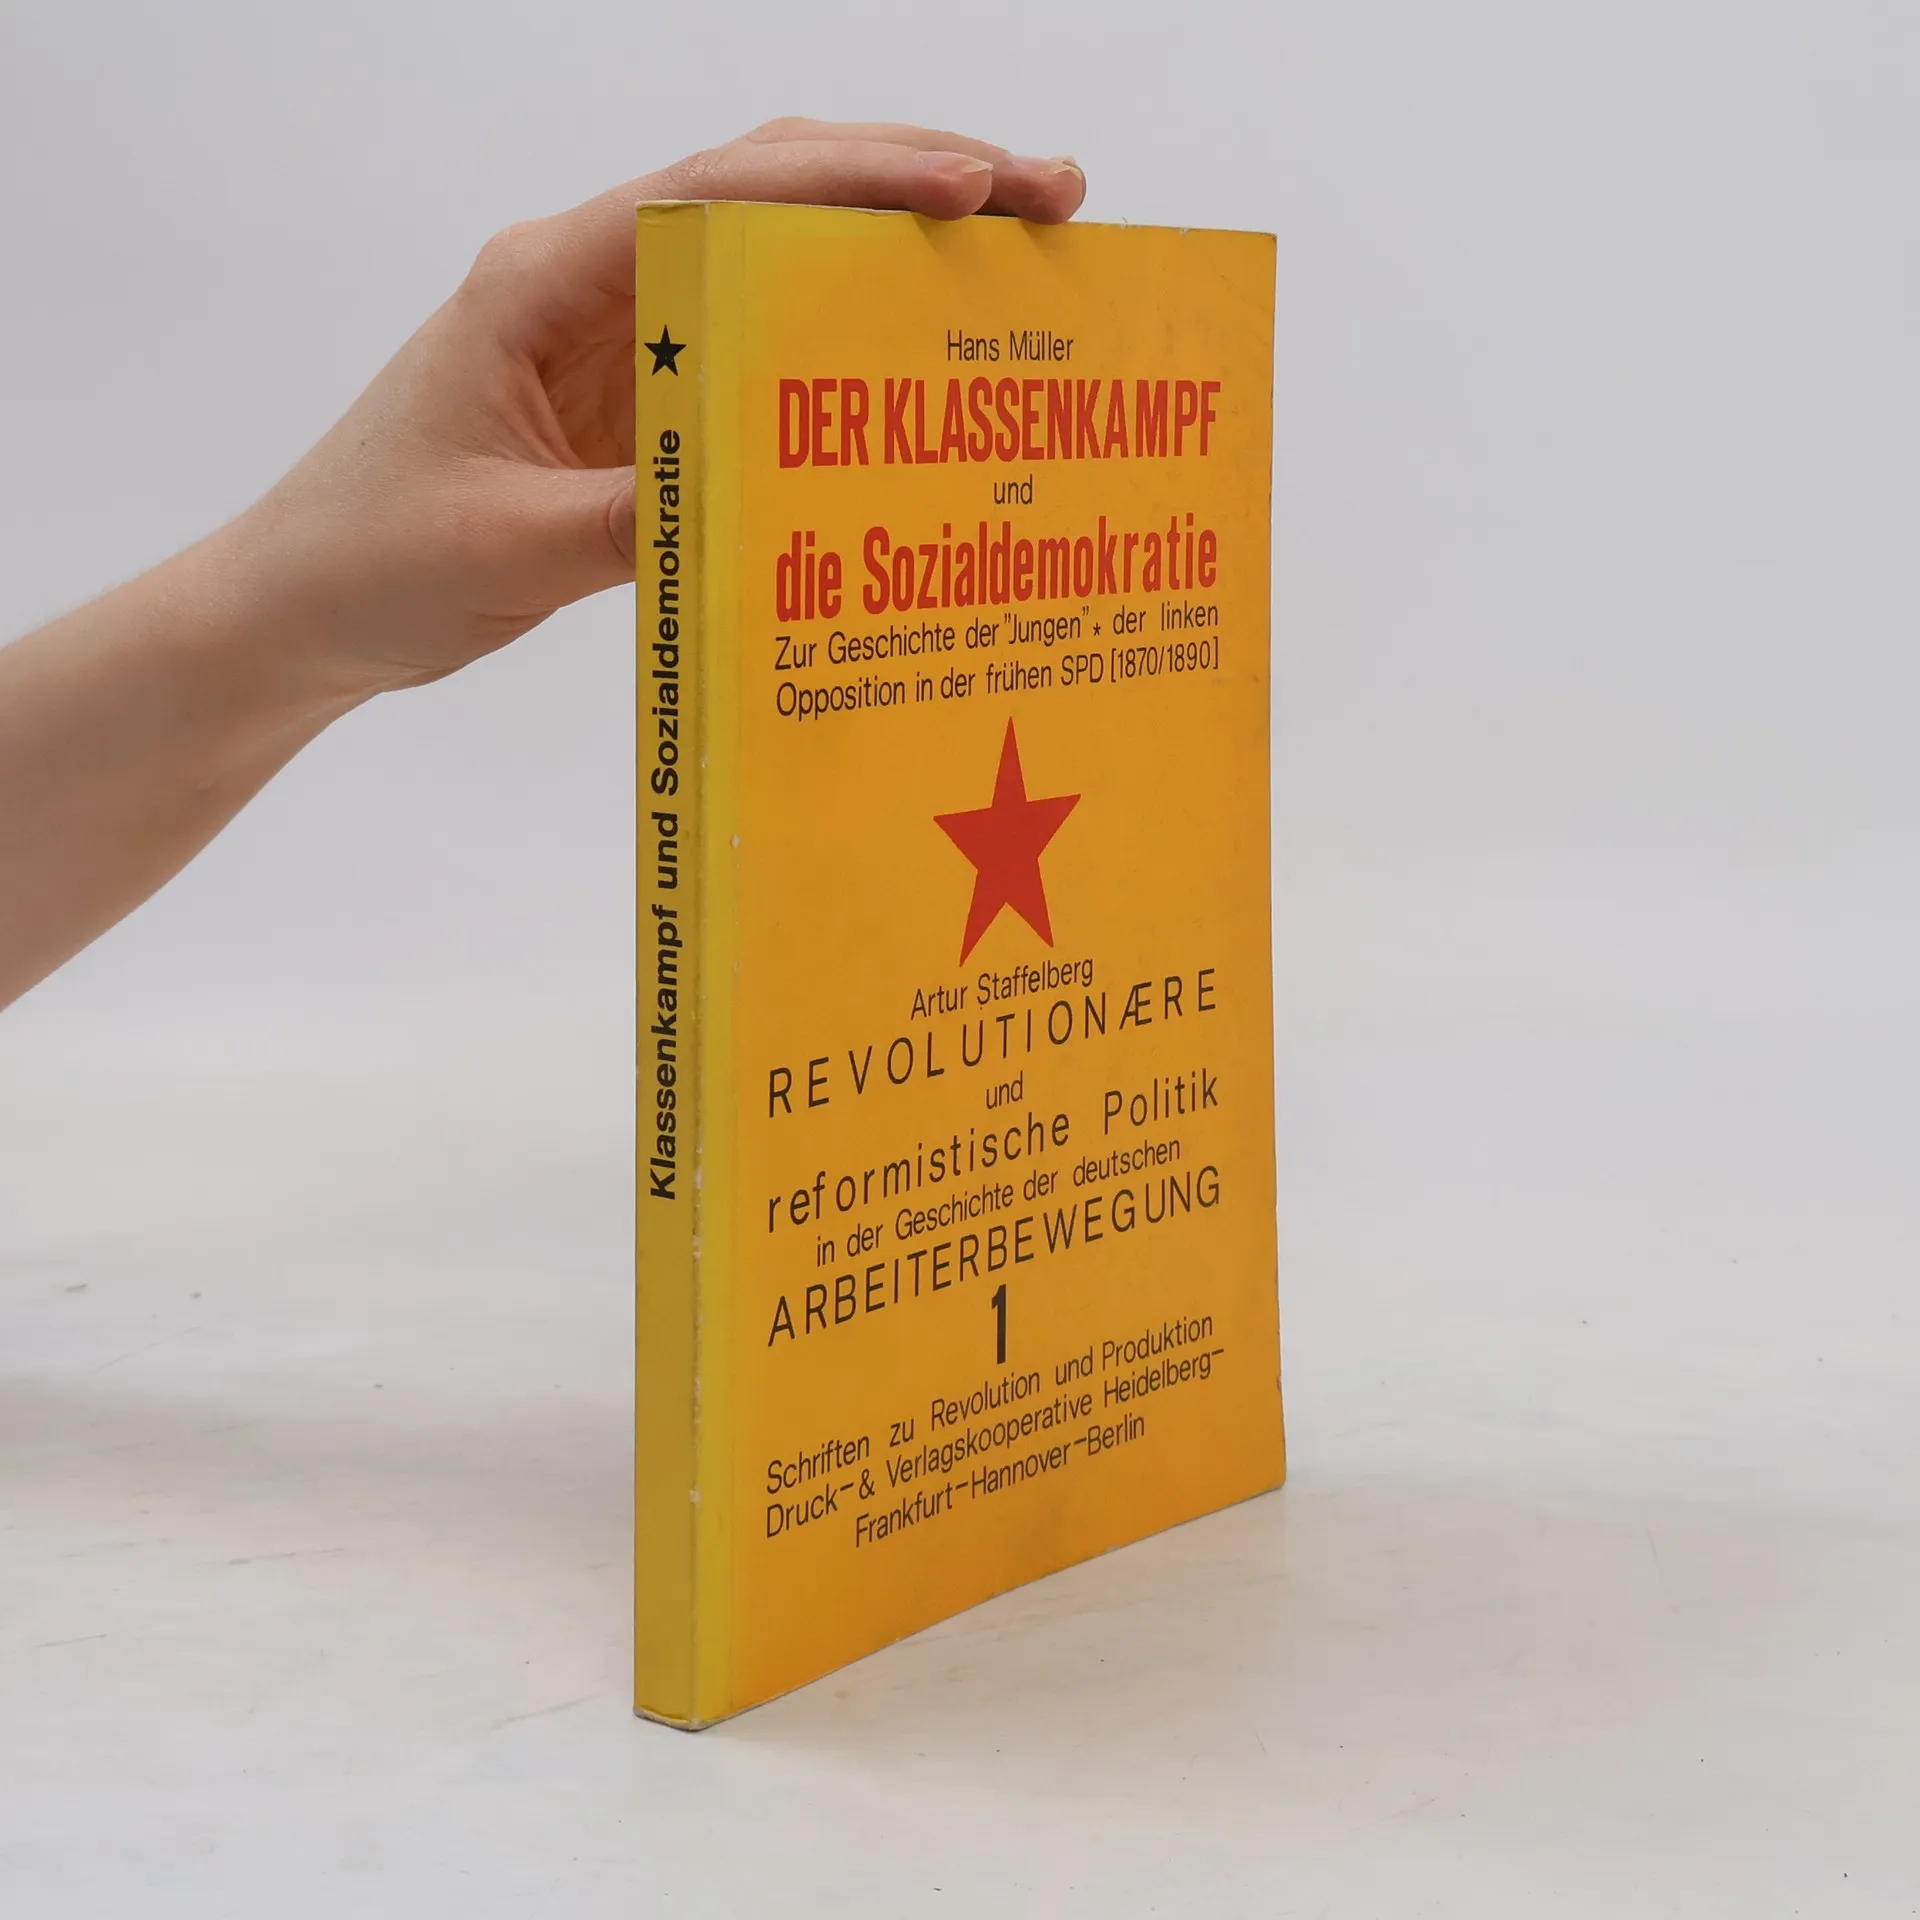 Klassenkampf und Sozialdemokratie
Hans Müller
DER KLASSENKAMPF
und
die Sozialdemokratie
Zur Geschichte der "Jungen" * der linken
Opposition in der frühen SPD [1870/1890]
Artur Staffelberg
REVOLUTIONÆRE
und
reformistische Politik
in der Geschichte der deutschen
ARBEITERBEWEGUNG
1
Schriften zu Revolution und Produktion
Druck-& Verlagskooperative Heidelberg-
Frankfurt-Hannover-Berlin